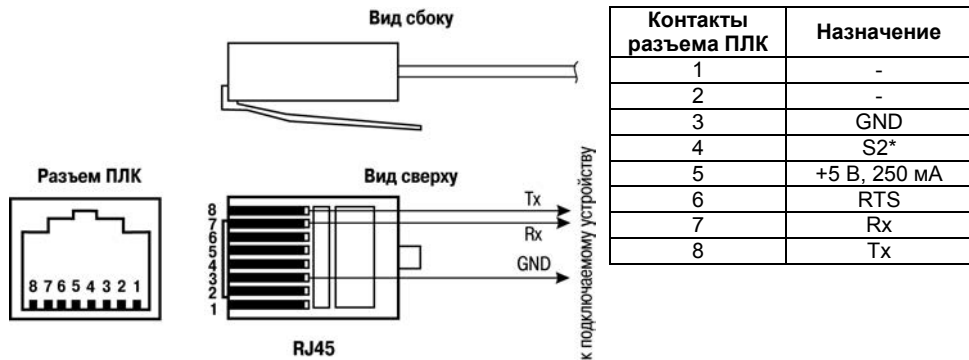 Вид сбоку
Разъем ПЛК
8 7 6 5 4 3 2 1
Вид сверху
8
7
6
5
4
3
2
1
Tx
Rx
GND
к подключаемому устройству
RJ45
Контакты разъема ПЛК Назначение
1 -
2 -
3 GND
4 S2*
5 +5 В, 250 мА
6 RTS
7 Rx
8 Tx